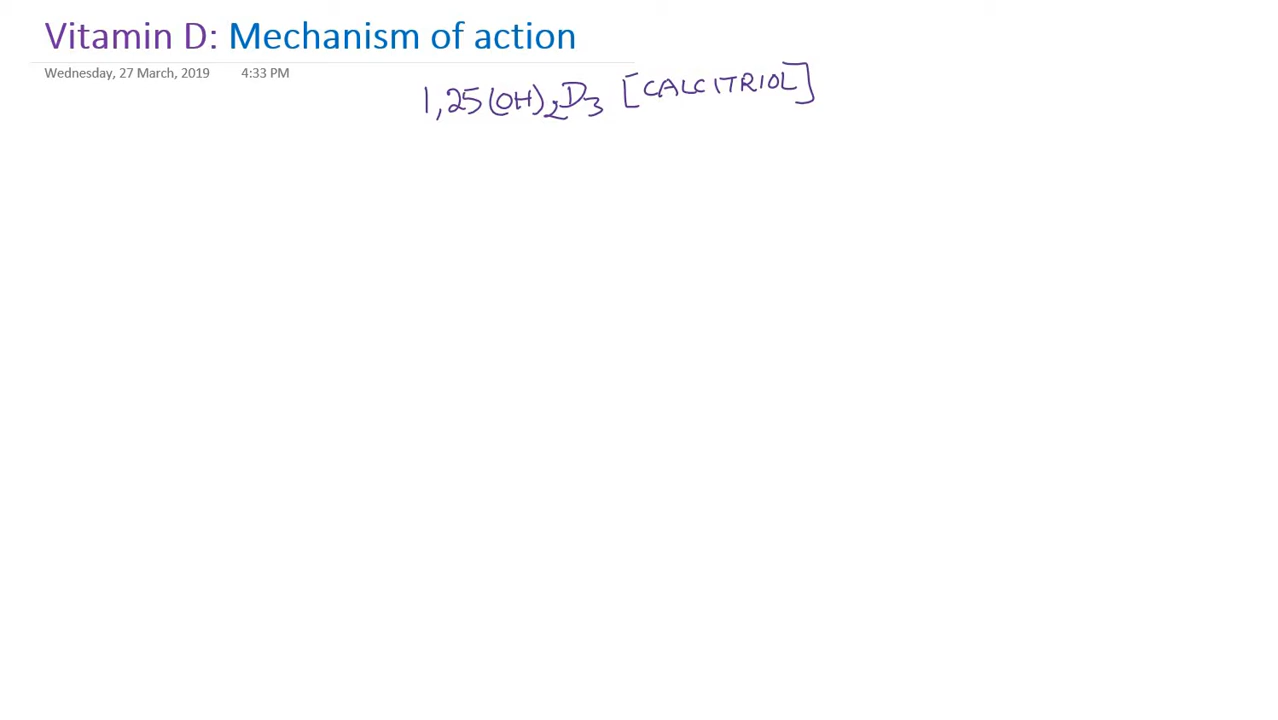 Vitamin D: Mechanism of action
Wednesday, 27 March, 2019 4:33 PM
1,25(OH)₂D₃ [CALCITRIOL]